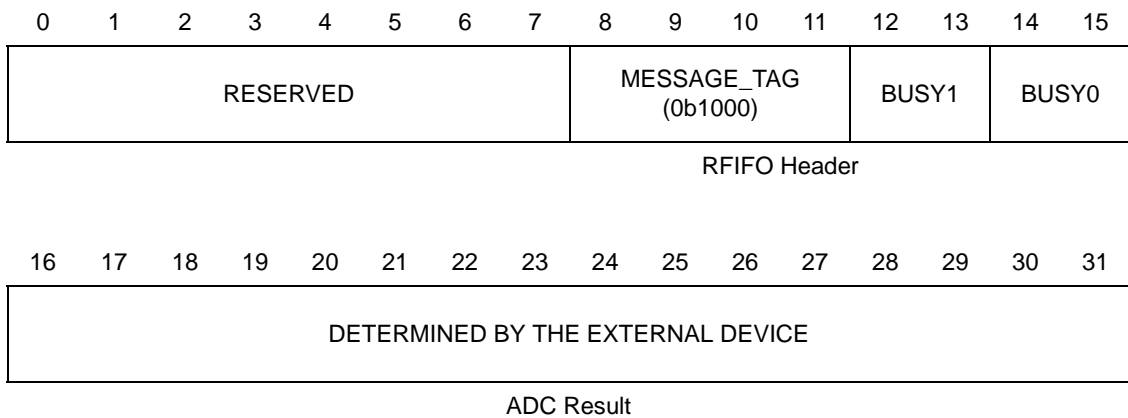 0 1 2 3 4 5 6 7 8 9 10 11 12 13 14 15
RESERVED MESSAGE_TAG BUSY1 BUSY0
(0b1000)
RFIFO Header
16 17 18 19 20 21 22 23 24 25 26 27 28 29 30 31
DETERMINED BY THE EXTERNAL DEVICE
ADC Result